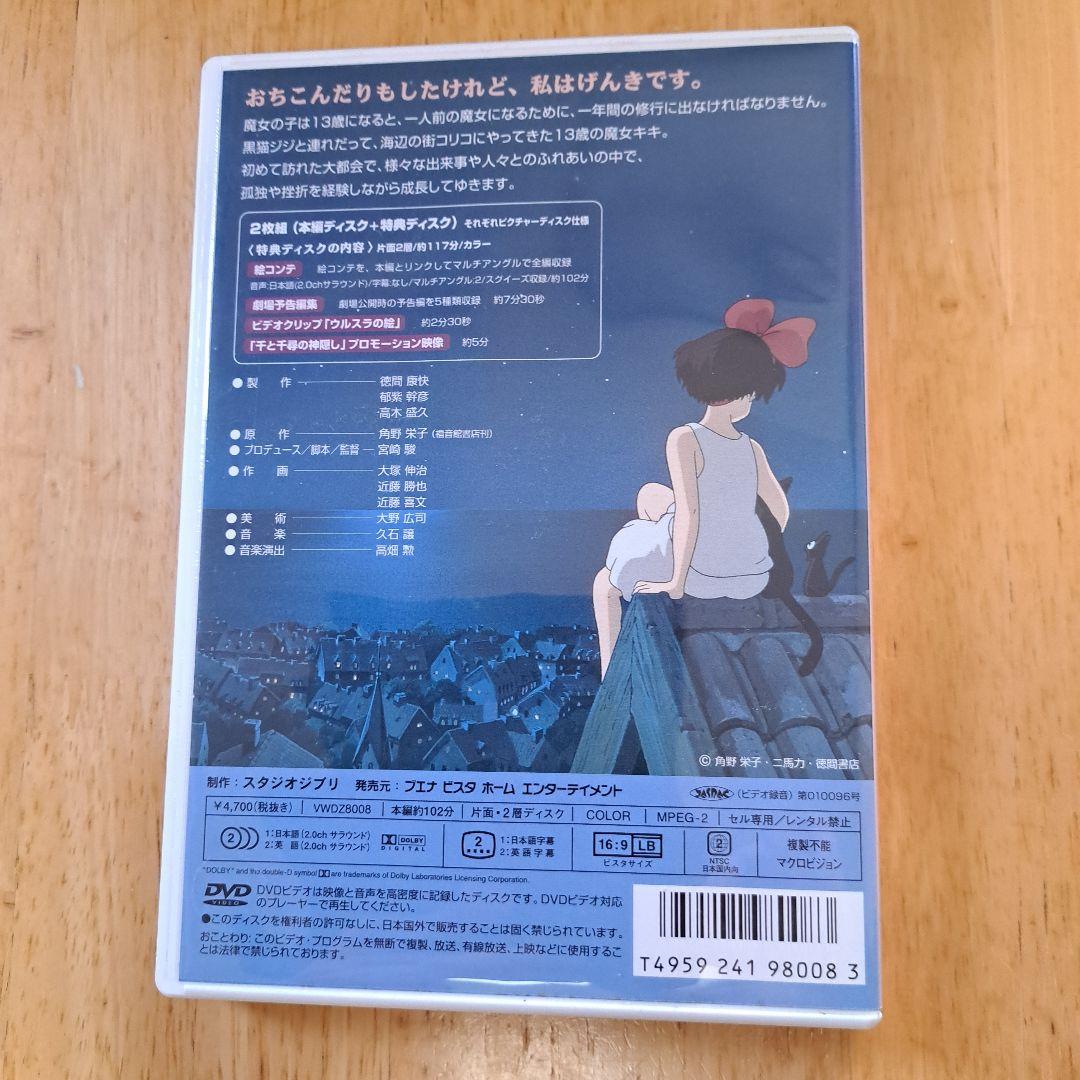 おちこんだりもしたけれど、私はげんきです。
魔女の子は13歳になると、一人前の魔女になるために、一年間の修行に出なければなりません。
黒猫ジジと連れだって、海辺の街コリコにやってきた13歳の魔女キキ。
初めて訪れた大都会で、様々な出来事や人々とのふれあいの中で、
孤独や挫折を経験しながら成長してゆきます。
2枚組（本編ディスク+特典ディスク）それぞれピクチャーディスク仕様
〈特典ディスクの内容〉片面2層/約117分/カラー
絵コンテ 絵コンテを、本編とリンクしてマルチアングルで全編収録
音声:日本語(2.0chサラウンド)/字幕:なし/マルチアングル:2/スクイーズ収録/約102分
劇場予告編集 劇場公開時の予告編を5種類収録 約7分30秒
ビデオクリップ「ウルスラの絵」 約2分30秒
「千と千尋の神隠し」プロモーション映像 約5分
●製 作 徳間 康快
都築 幹彦
高木 盛久
●原 作 角野 栄子（福音館書店刊）
●プロデュース／脚本／監督 宮崎 駿
●作 画 大塚 伸治
近藤 勝也
近藤 喜文
●美 術 大野 広司
●音 楽 久石 譲
●音楽演出 高畑 勲
© 角野 栄子・二馬力・徳間書店
制作：スタジオジブリ 発売元：ブエナ ビスタ ホーム エンターテイメント
JASRAC（ビデオ録音）第010096号
￥4,700(税抜き) VWDZ8008 本編約102分 片面・2層ディスク COLOR MPEG-2 セル専用／レンタル禁止
2 1:日本語(2.0ch サラウンド)
2:英 語(2.0ch サラウンド)
DOLBY DIGITAL
2 1:日本語字幕
2:英 語 字 幕
16:9 LB
ビスタサイズ
2
NTSC
日本国内向
複製不能
マクロビジョン
"DOLBY" and the double-D symbol are trademarks of Dolby Laboratories Licensing Corporation.
DVD VIDEO DVDビデオは映像と音声を高密度に記録したディスクです。DVDビデオ対応
のプレーヤーで再生してください。
●このディスクを権利者の許可なしに、日本国外で販売することは固く禁じられております。
おことわり:このビデオ・プログラムを無断で複製、放送、有線放送、上映などに使用するこ
とは法律で禁じられております。
T4959 241 98008 3